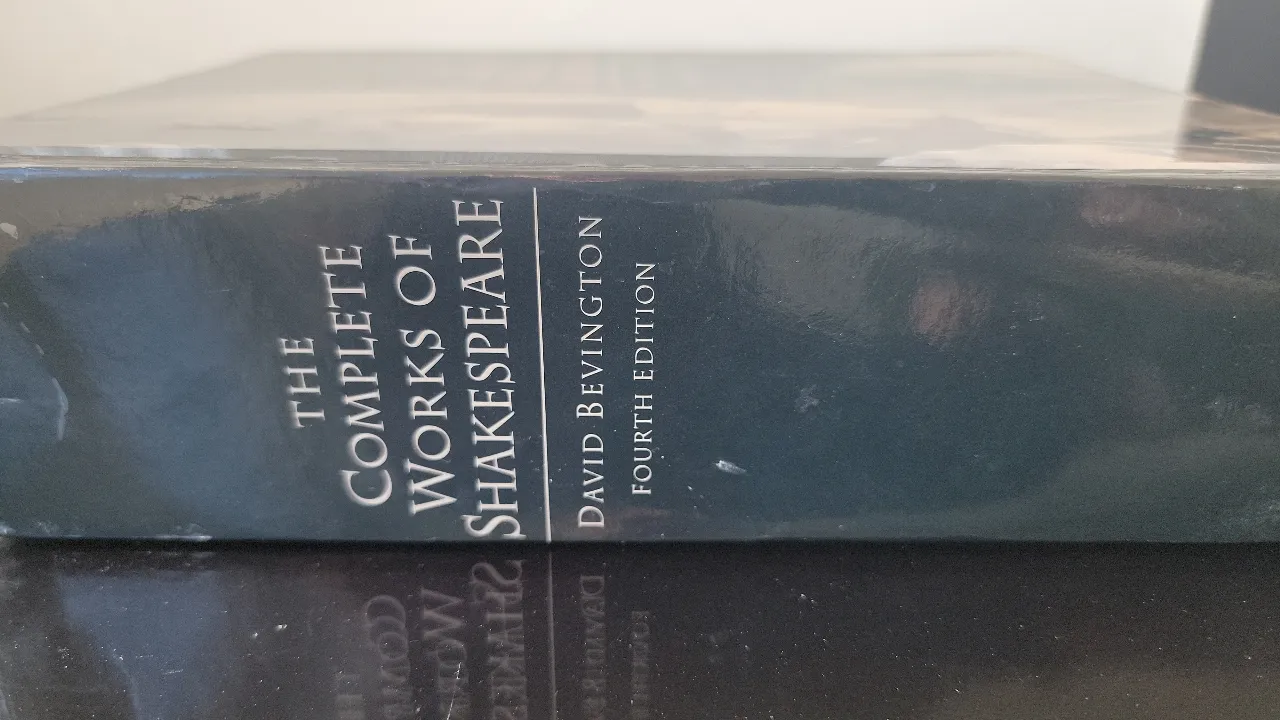 THE
COMPLETE
WORKS OF
SHAKESPEARE
DAVID BEVINGTON
FOURTH EDITION